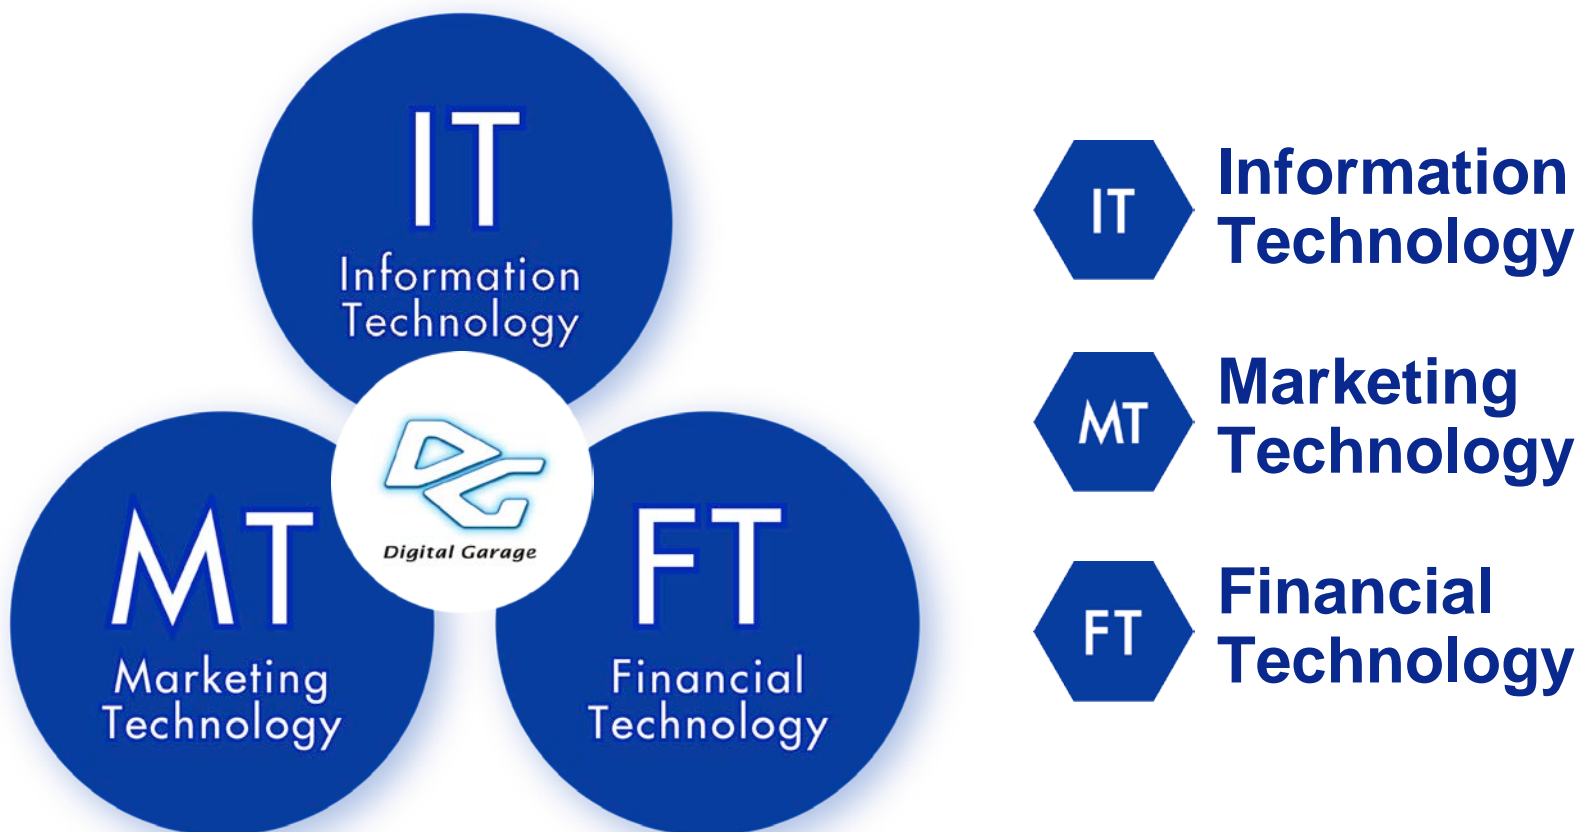 IT
Information
Technology
DG
Digital Garage
MT
Marketing
Technology
FT
Financial
Technology
IT
Information
Technology
MT
Marketing
Technology
FT
Financial
Technology